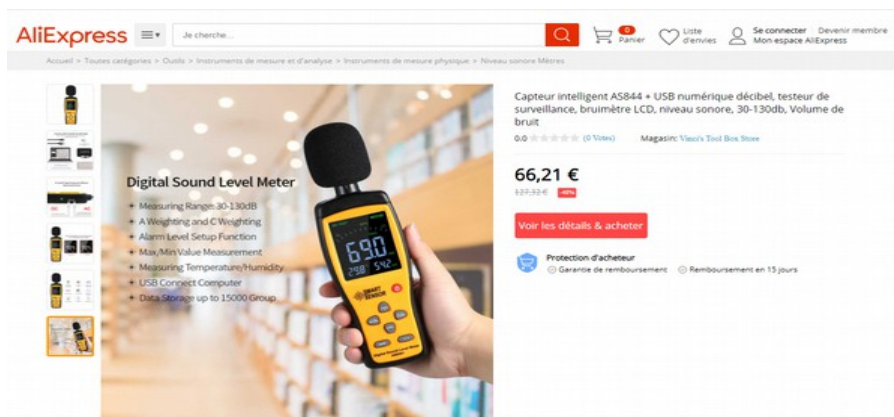 AliExpress
Je cherche...
0
Panier
Liste
d'envies
Se connecter | Devenir membre
Mon espace AliExpress
Accueil > Toutes catégories > Outils > Instruments de mesure et d'analyse > Instruments de mesure physique > Niveau sonore Mètres
Capteur intelligent AS844 + USB numérique décibel, testeur de
surveillance, bruimètre LCD, niveau sonore, 30-130db, Volume de
bruit
0.0 (0 Votes) Magasin: Vinci's Tool Box Store
66,21 €
127,32 € -48%
Voir les détails & acheter
Protection d'acheteur
Garantie de remboursement Remboursement en 15 jours
Digital Sound Level Meter
+ Measuring Range: 30-130dB
+ A Weighting and C Weighting
+ Alarm Level Setup Function
+ Max/Min Value Measurement
+ Measuring Temperature/Humidity
+ USB Connect Computer
+ Data Storage up to 15000 Group
69.0
29.8 54.2
SMART
SENSOR